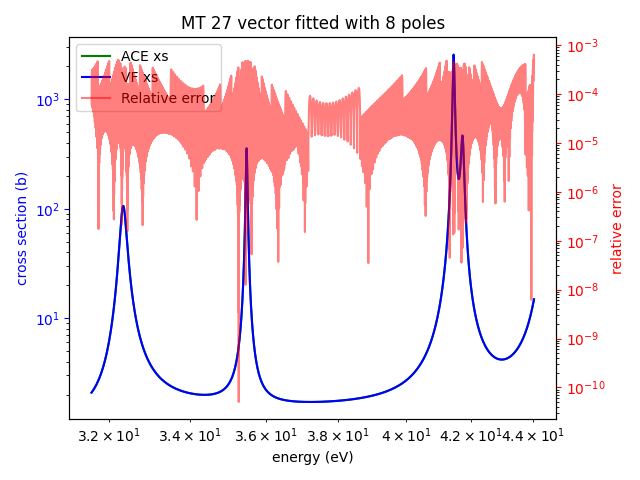 MT 27 vector fitted with 8 poles
ACE xs
VF xs
Relative error
cross section (b)
10³
10²
10¹
relative error
10⁻³
10⁻⁴
10⁻⁵
10⁻⁶
10⁻⁷
10⁻⁸
10⁻⁹
10⁻¹⁰
3.2 × 10¹ 3.4 × 10¹ 3.6 × 10¹ 3.8 × 10¹ 4 × 10¹ 4.2 × 10¹ 4.4 × 10¹
energy (eV)